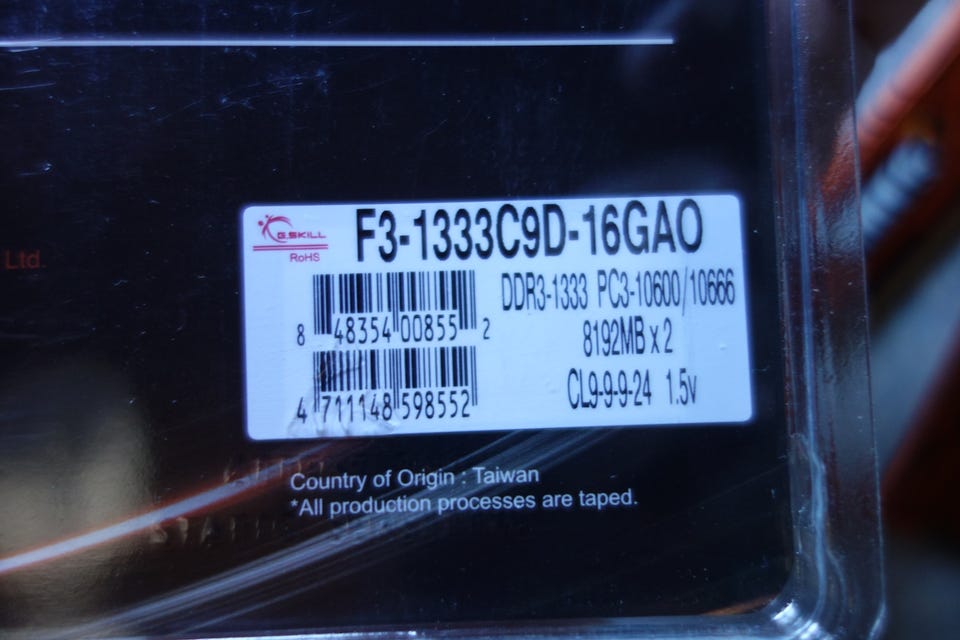 Ltd.
G.SKILL
RoHS
F3-1333C9D-16GAO
DDR3-1333 PC3-10600/10666
8192MB x 2
CL9-9-9-24 1.5v
8 48354 00855 2
4 711148 598552
Country of Origin : Taiwan
*All production processes are taped.